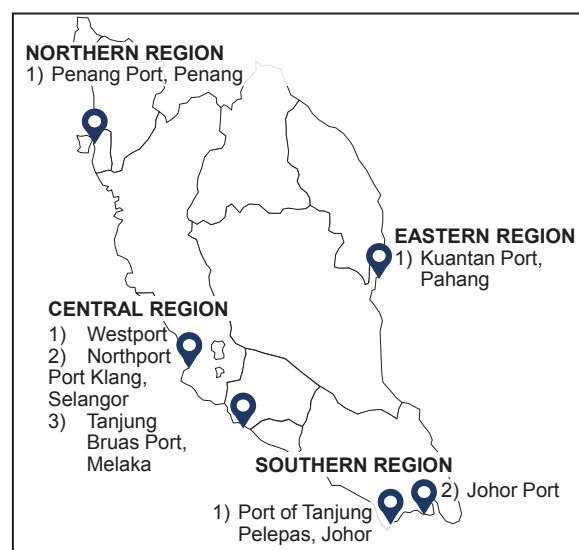 NORTHERN REGION
1) Penang Port, Penang
EASTERN REGION
1) Kuantan Port,
Pahang
CENTRAL REGION
1) Westport
2) Northport
Port Klang,
Selangor
3) Tanjung
Bruas Port,
Melaka
SOUTHERN REGION
1) Port of Tanjung
Pelepas, Johor
2) Johor Port